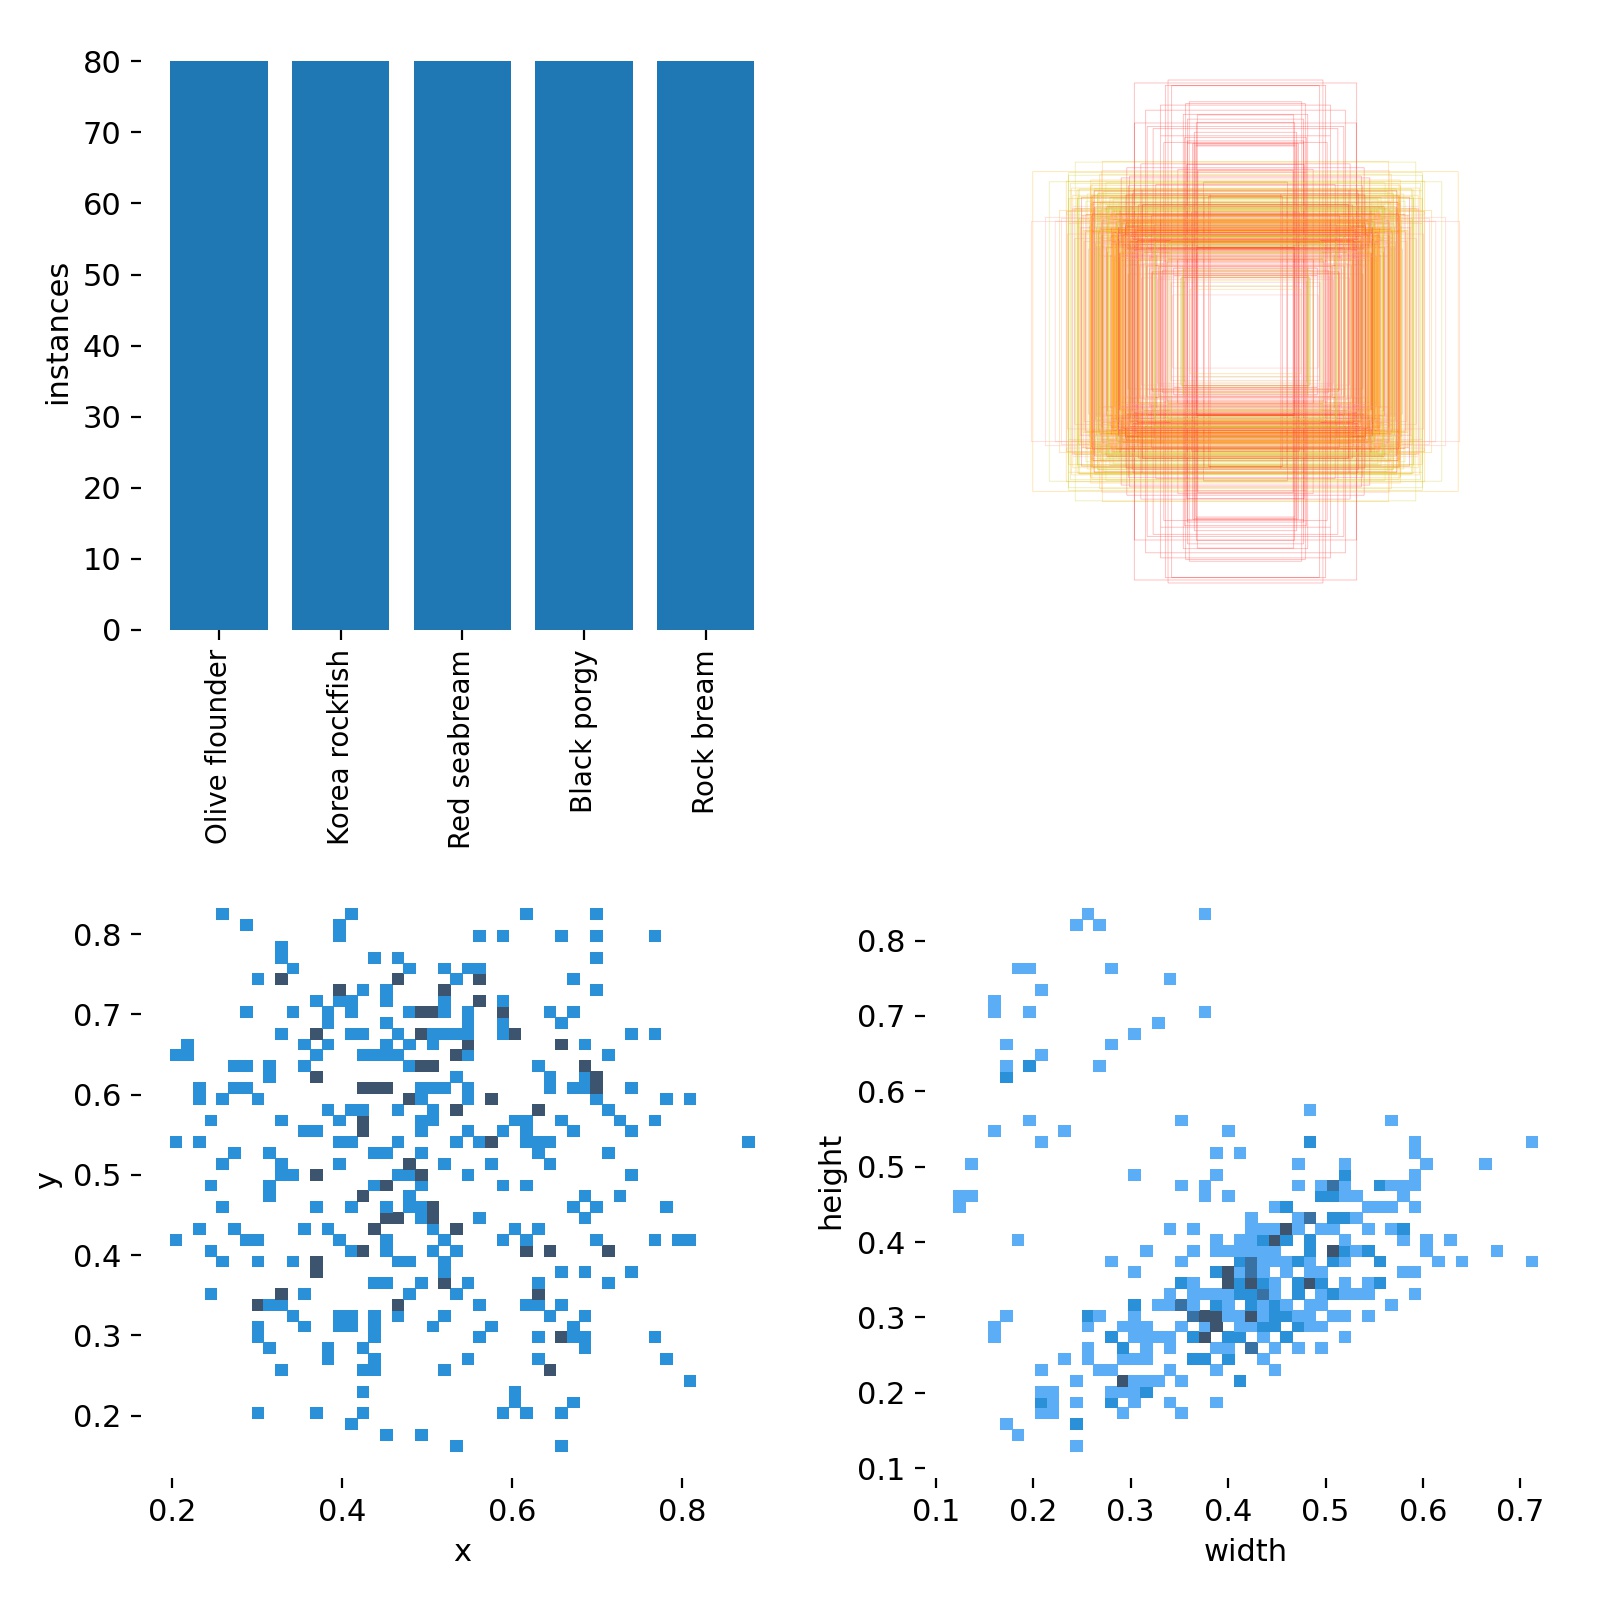 80
70
60
50
40
30
20
10
0
instances
Olive flounder
Korea rockfish
Red seabream
Black porgy
Rock bream
0.8
0.7
0.6
0.5
0.4
0.3
0.2
y
0.2 0.4 0.6 0.8
x
0.8
0.7
0.6
0.5
0.4
0.3
0.2
0.1
height
0.1 0.2 0.3 0.4 0.5 0.6 0.7
width